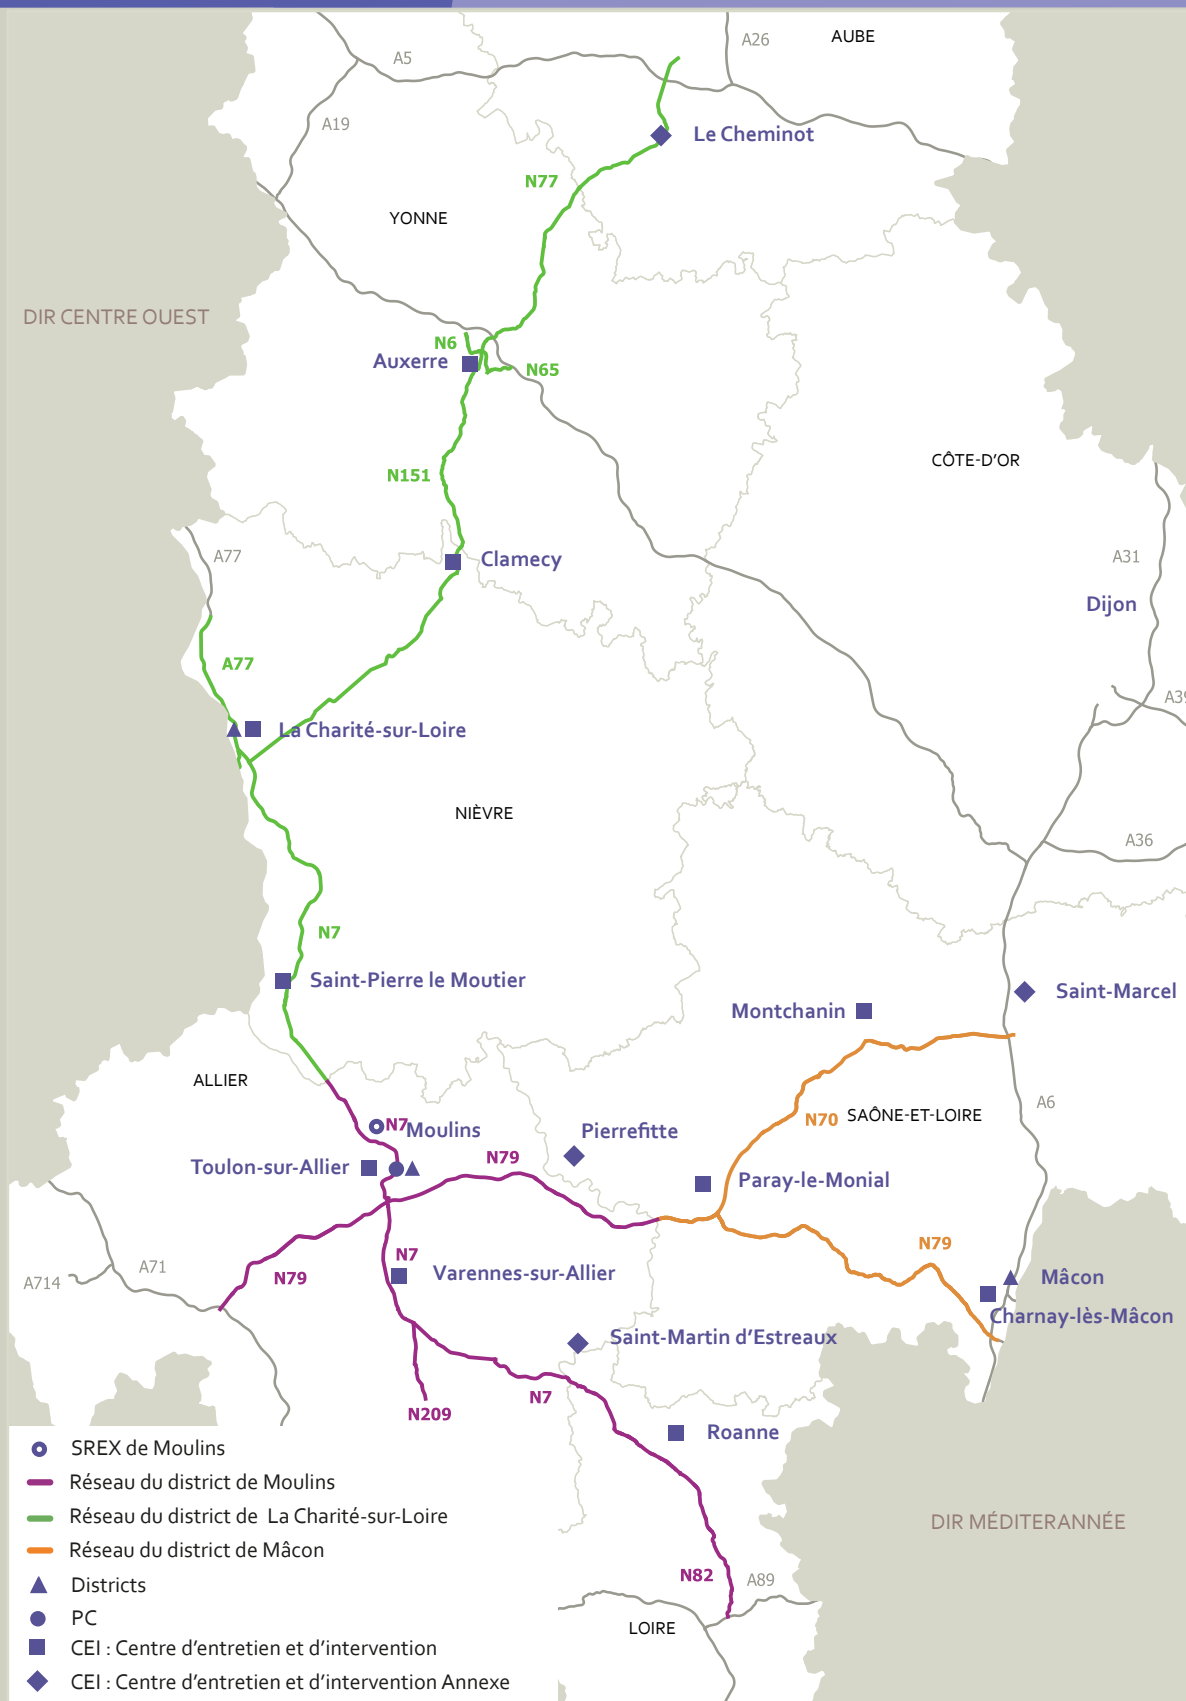 A26
AUBE
A5
A19
Le Cheminot
N77
YONNE
DIR CENTRE OUEST
N6
Auxerre
N65
CÔTE-D'OR
N151
A77
Clamecy
A31
Dijon
A77
A39
La Charité-sur-Loire
NIÈVRE
A36
N7
Saint-Pierre le Moutier
Saint-Marcel
Montchanin
ALLIER
A6
N70
SAÔNE-ET-LOIRE
N7
Moulins
Pierrefitte
N79
Toulon-sur-Allier
Paray-le-Monial
N79
N7
A71
A714
N79
Varennes-sur-Allier
Mâcon
Charnay-lès-Mâcon
Saint-Martin d'Estreaux
N7
N209
Roanne
SREX de Moulins
Réseau du district de Moulins
Réseau du district de La Charité-sur-Loire
DIR MÉDITERANNÉE
Réseau du district de Mâcon
N82
A89
Districts
PC
LOIRE
CEI : Centre d'entretien et d'intervention
CEI : Centre d'entretien et d'intervention Annexe